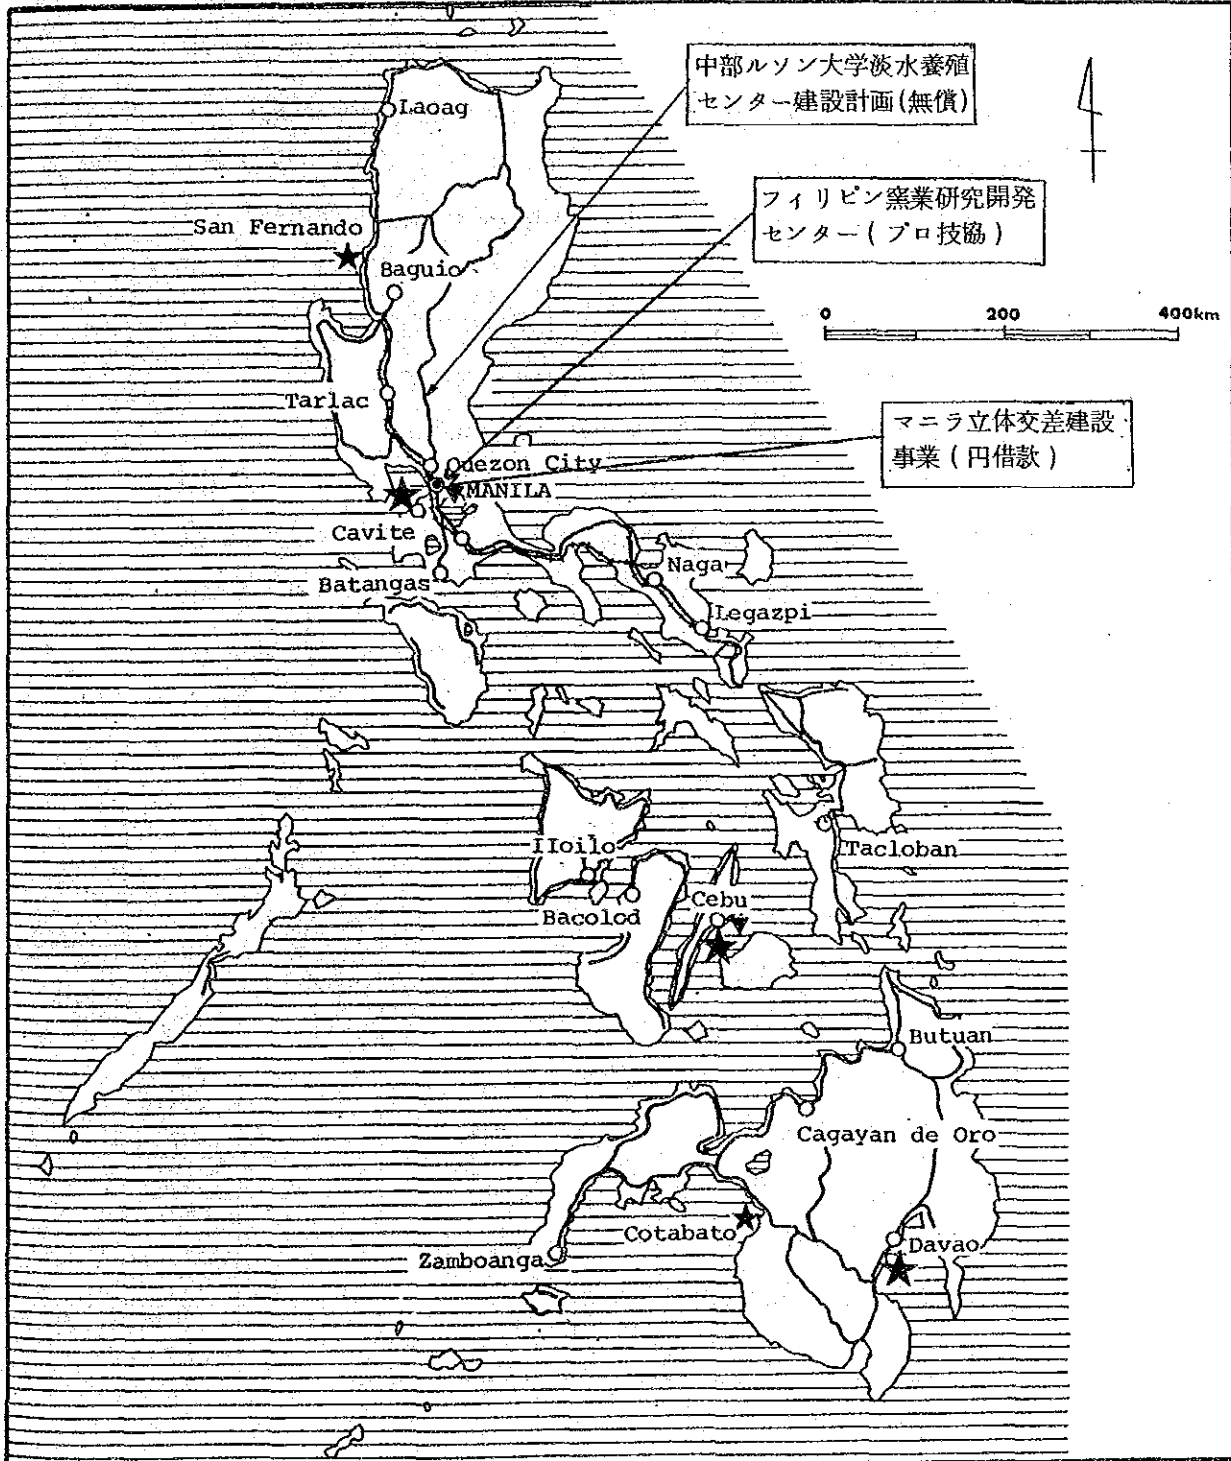 中部ルソン大学淡水養殖
センター建設計画(無償)
Laoag
フィリピン窯業研究開発
センター(プロ技協)
San Fernando
Baguio
0 200 400km
Tarlac
マニラ立体交差建設
事業(円借款)
Quezon City
MANILA
Cavite
Naga
Batangas
Legazpi
IIoilo
Tacloban
Bacolod
Cebu
Butuan
Cagayan de Oro
Cotabato
Davao
Zamboanga